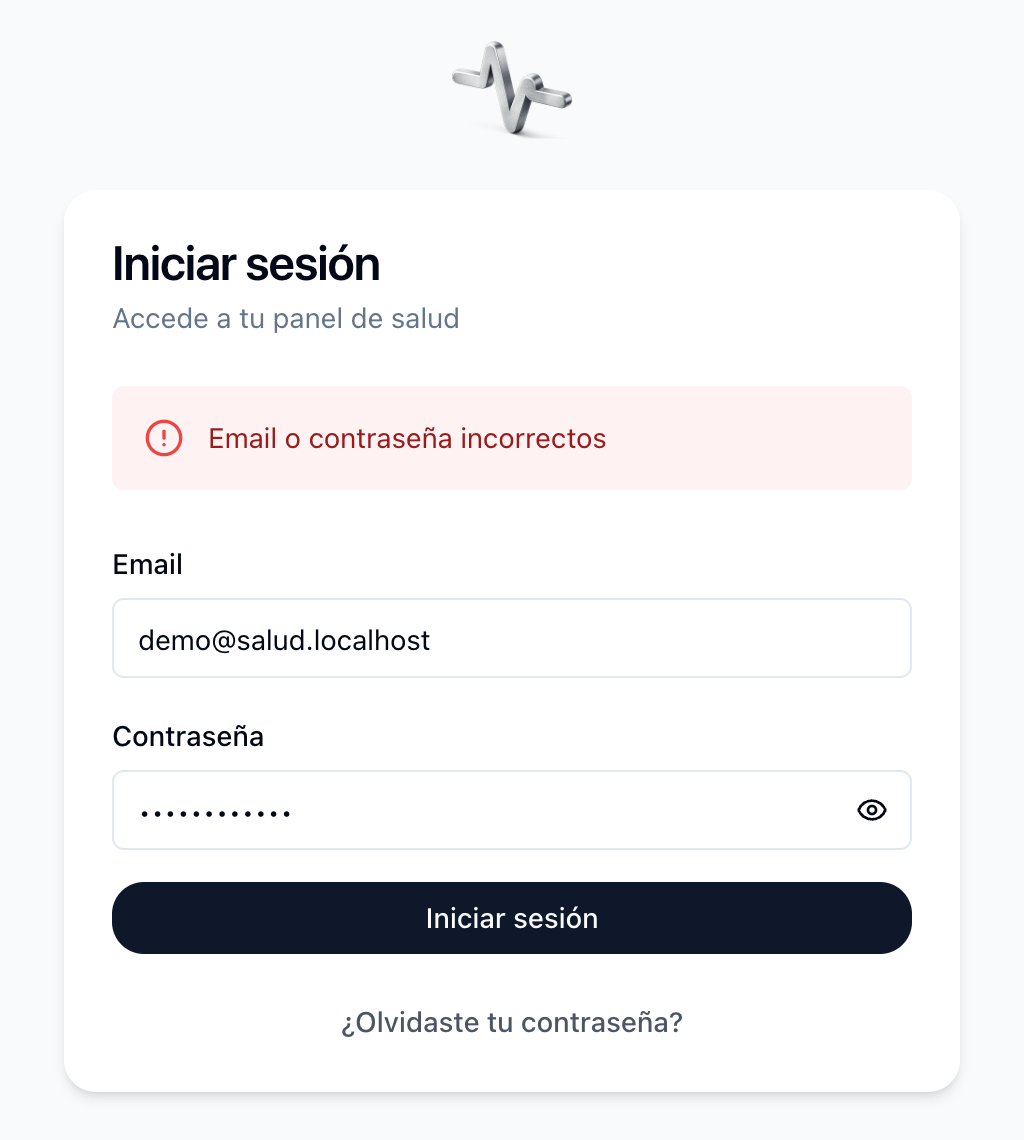 Iniciar sesión
Accede a tu panel de salud
Email o contraseña incorrectos
Email
demo@salud.localhost
Contraseña
••••••••••••
Iniciar sesión
¿Olvidaste tu contraseña?